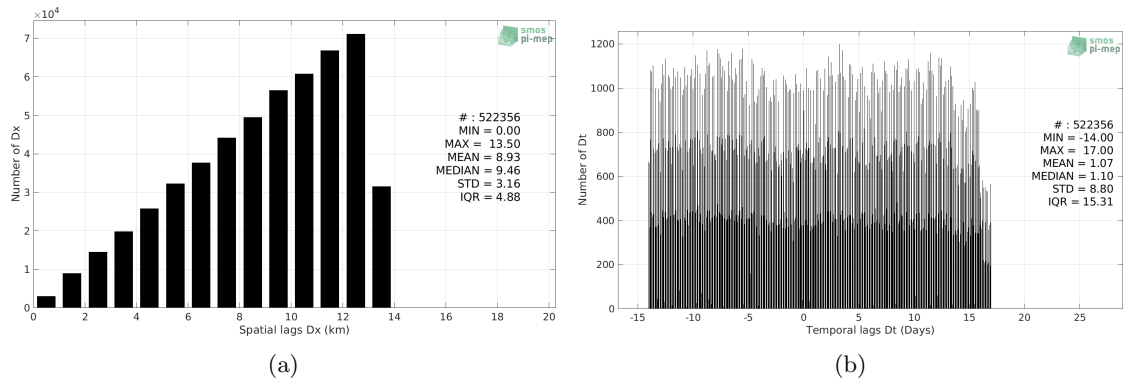 ×10⁴
7
6
5
4
3
2
1
0
Number of Dx
0 2 4 6 8 10 12 14 16 18 20
Spatial lags Dx (km)
smos
pi-mep
# : 522356
MIN = 0.00
MAX = 13.50
MEAN = 8.93
MEDIAN = 9.46
STD = 3.16
IQR = 4.88
(a)
1200
1000
800
600
400
200
0
Number of Dt
-15 -10 -5 0 5 10 15 20 25
Temporal lags Dt (Days)
smos
pi-mep
# : 522356
MIN = -14.00
MAX = 17.00
MEAN = 1.07
MEDIAN = 1.10
STD = 8.80
IQR = 15.31
(b)